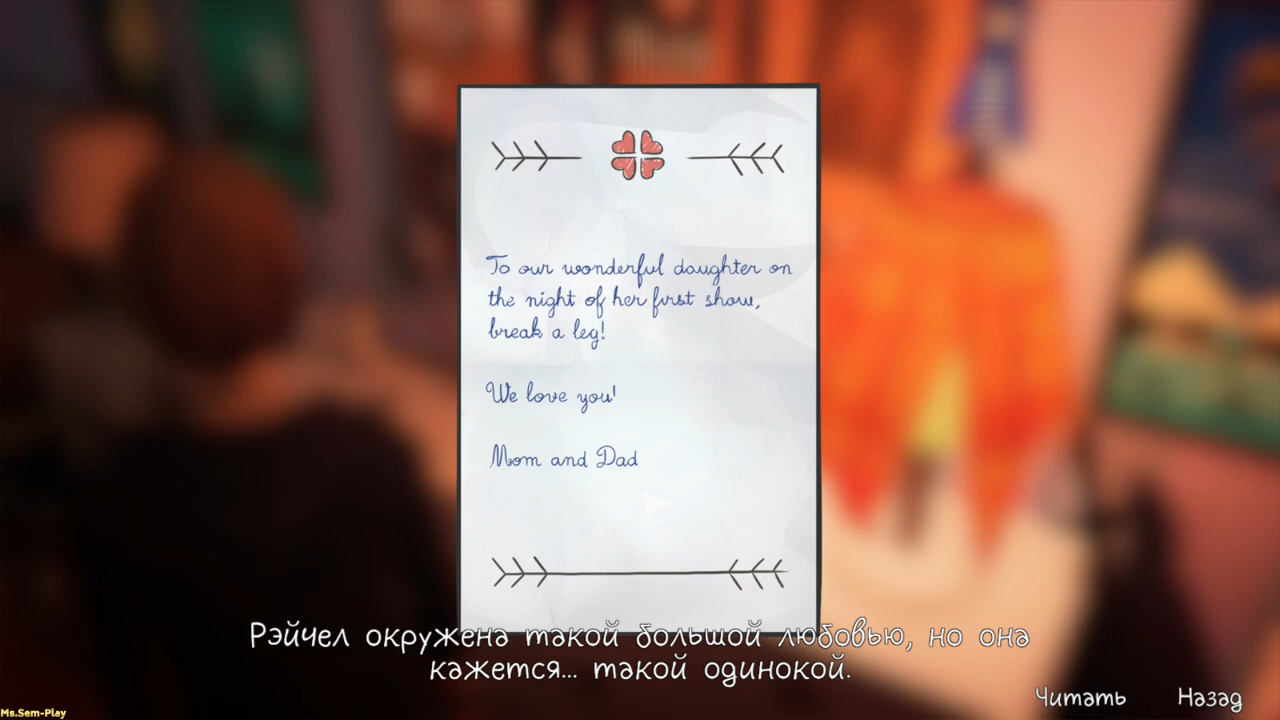 To our wonderful daughter on
the night of her first show,
break a leg!
We love you!
Mom and Dad
Рэйчел окружена такой большой любовью, но она
кажется... такой одинокой.
Читать Назад
Ms.Sem-Play